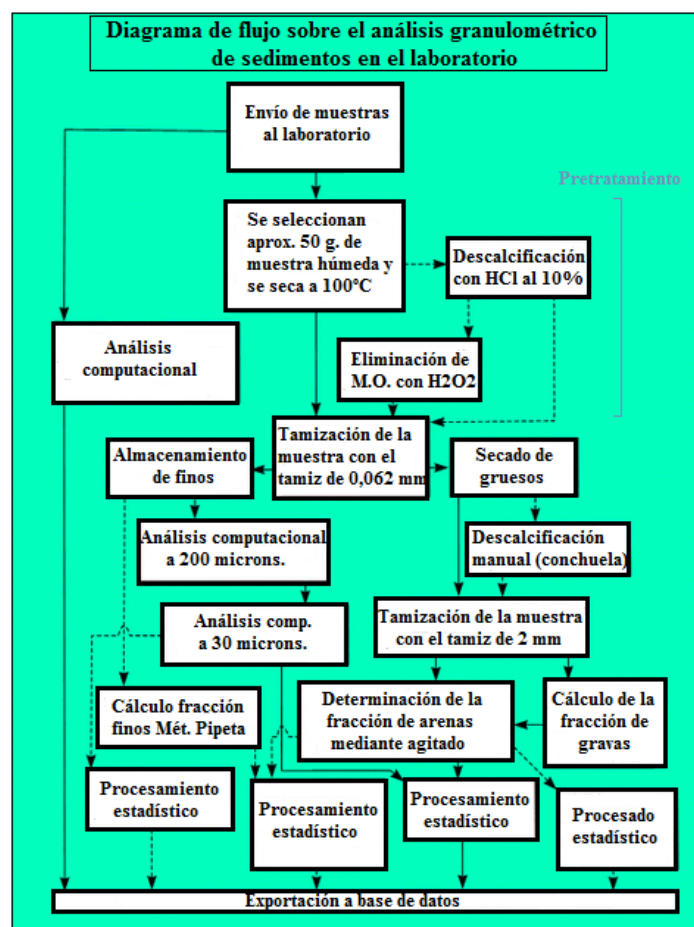 Diagrama de flujo sobre el análisis granulométrico
de sedimentos en el laboratorio
Envío de muestras
al laboratorio
Pretratamiento
Se seleccionan
aprox. 50 g. de
muestra húmeda y
se seca a 100ºC
Descalcificación
con HCl al 10%
Análisis
computacional
Eliminación de
M.O. con H2O2
Tamización de la
muestra con el
tamiz de 0,062 mm
Almacenamiento
de finos
Secado de
gruesos
Análisis computacional
a 200 microns.
Descalcificación
manual (conchuela)
Análisis comp.
a 30 microns.
Tamización de la muestra
con el tamiz de 2 mm
Cálculo fracción
finos Mét. Pipeta
Determinación de la
fracción de arenas
mediante agitado
Cálculo de la
fracción de
gravas
Procesamiento
estadístico
Procesamiento
estadístico
Procesamiento
estadístico
Procesado
estadístico
Exportación a base de datos